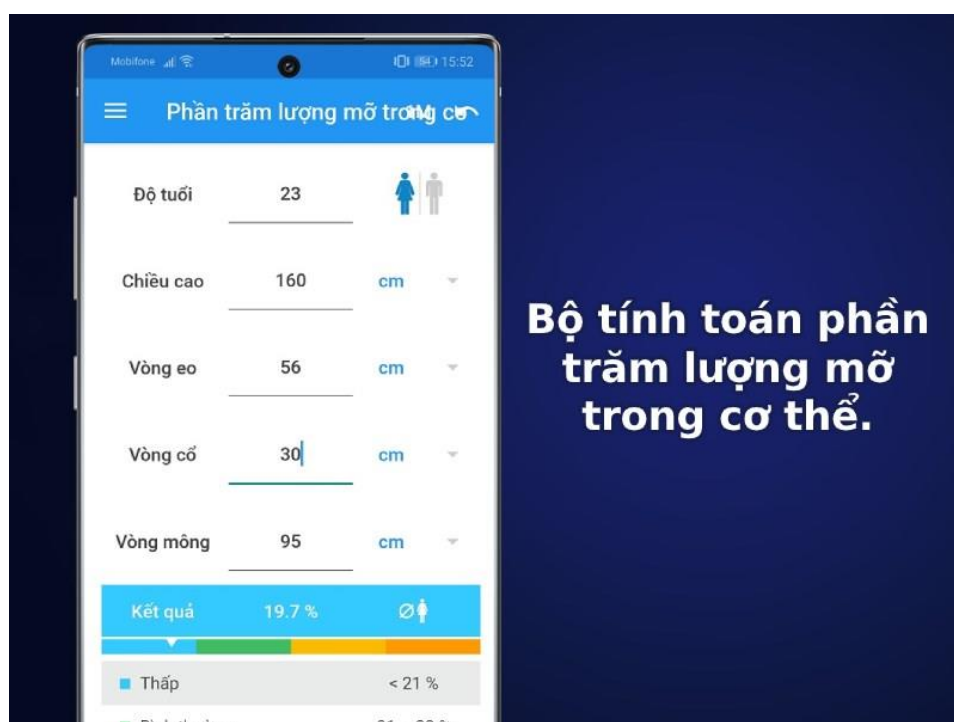 Mobifone 54 15:52
Phần trăm lượng mỡ trong cơ
Độ tuổi 23
Chiều cao 160 cm
Vòng eo 56 cm
Vòng cổ 30 cm
Vòng mông 95 cm
Kết quả 19.7 % Ø
Thấp < 21 %
Bộ tính toán phần
trăm lượng mỡ
trong cơ thể.